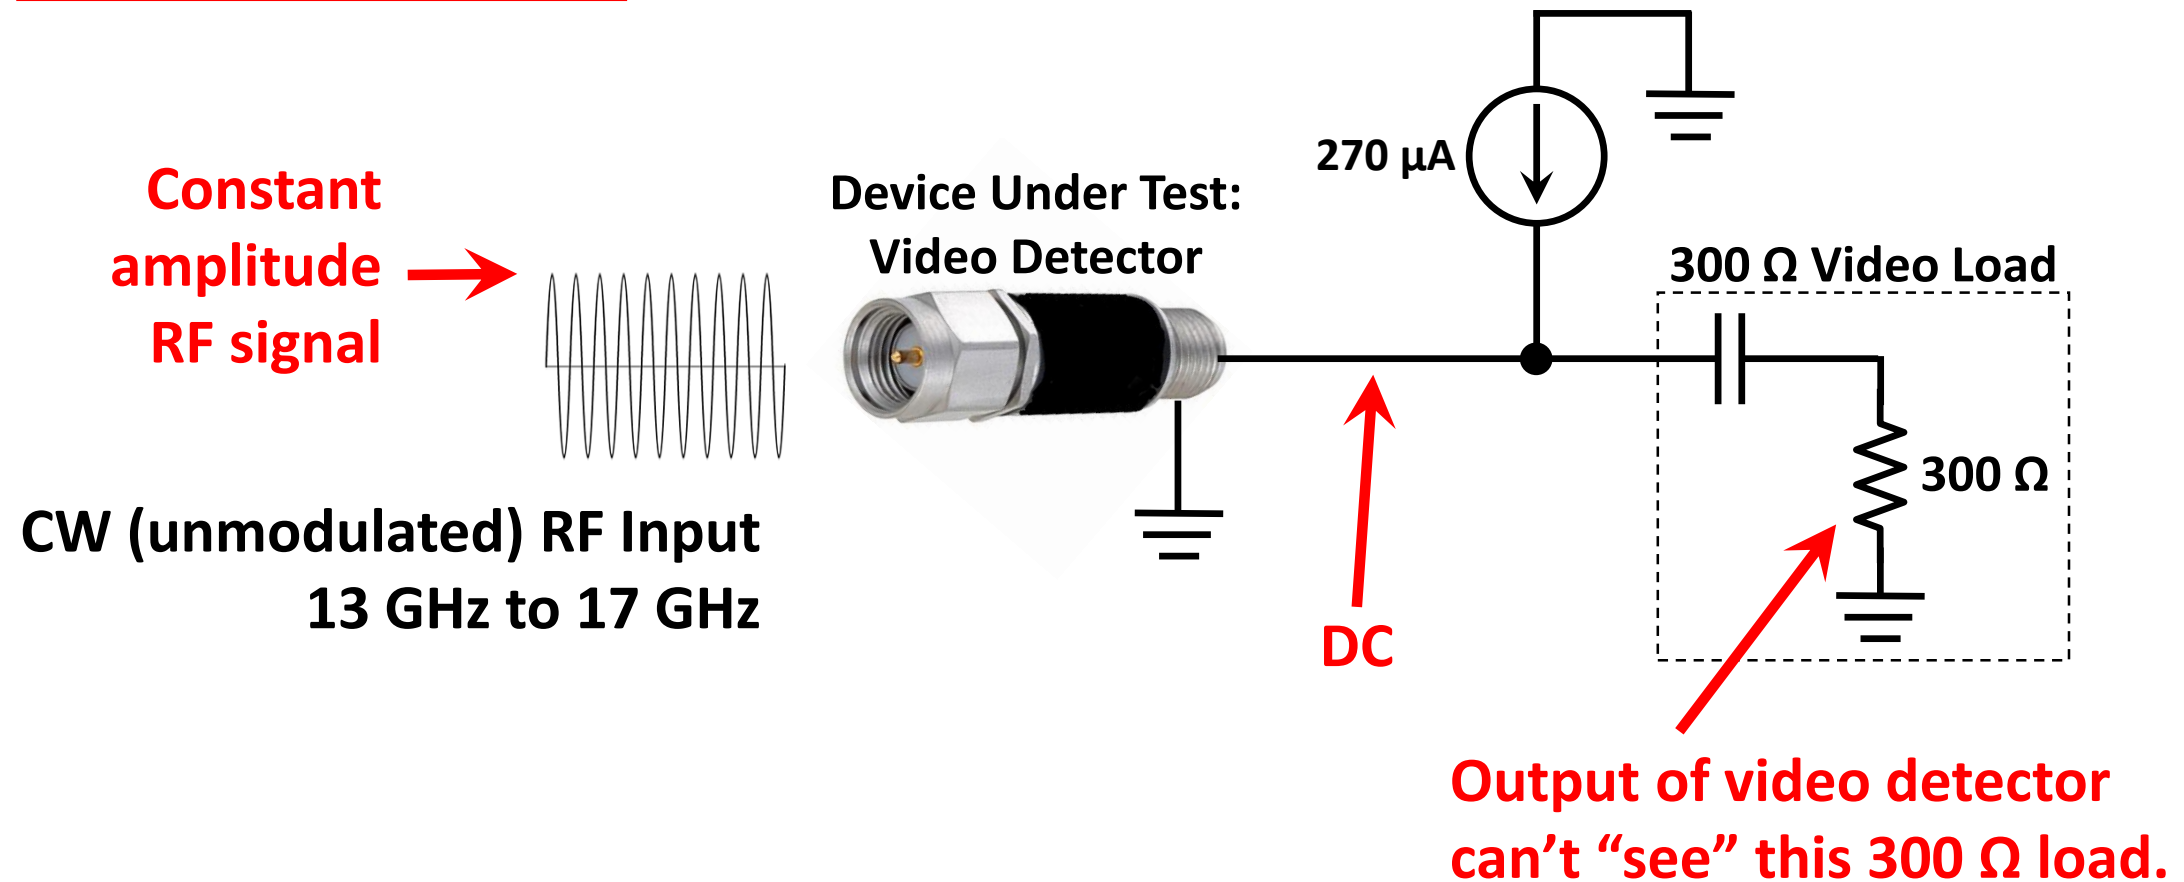 270 µA
Constant
amplitude
RF signal
Device Under Test:
Video Detector
300 Ω Video Load
300 Ω
CW (unmodulated) RF Input
13 GHz to 17 GHz
DC
Output of video detector
can’t “see” this 300 Ω load.